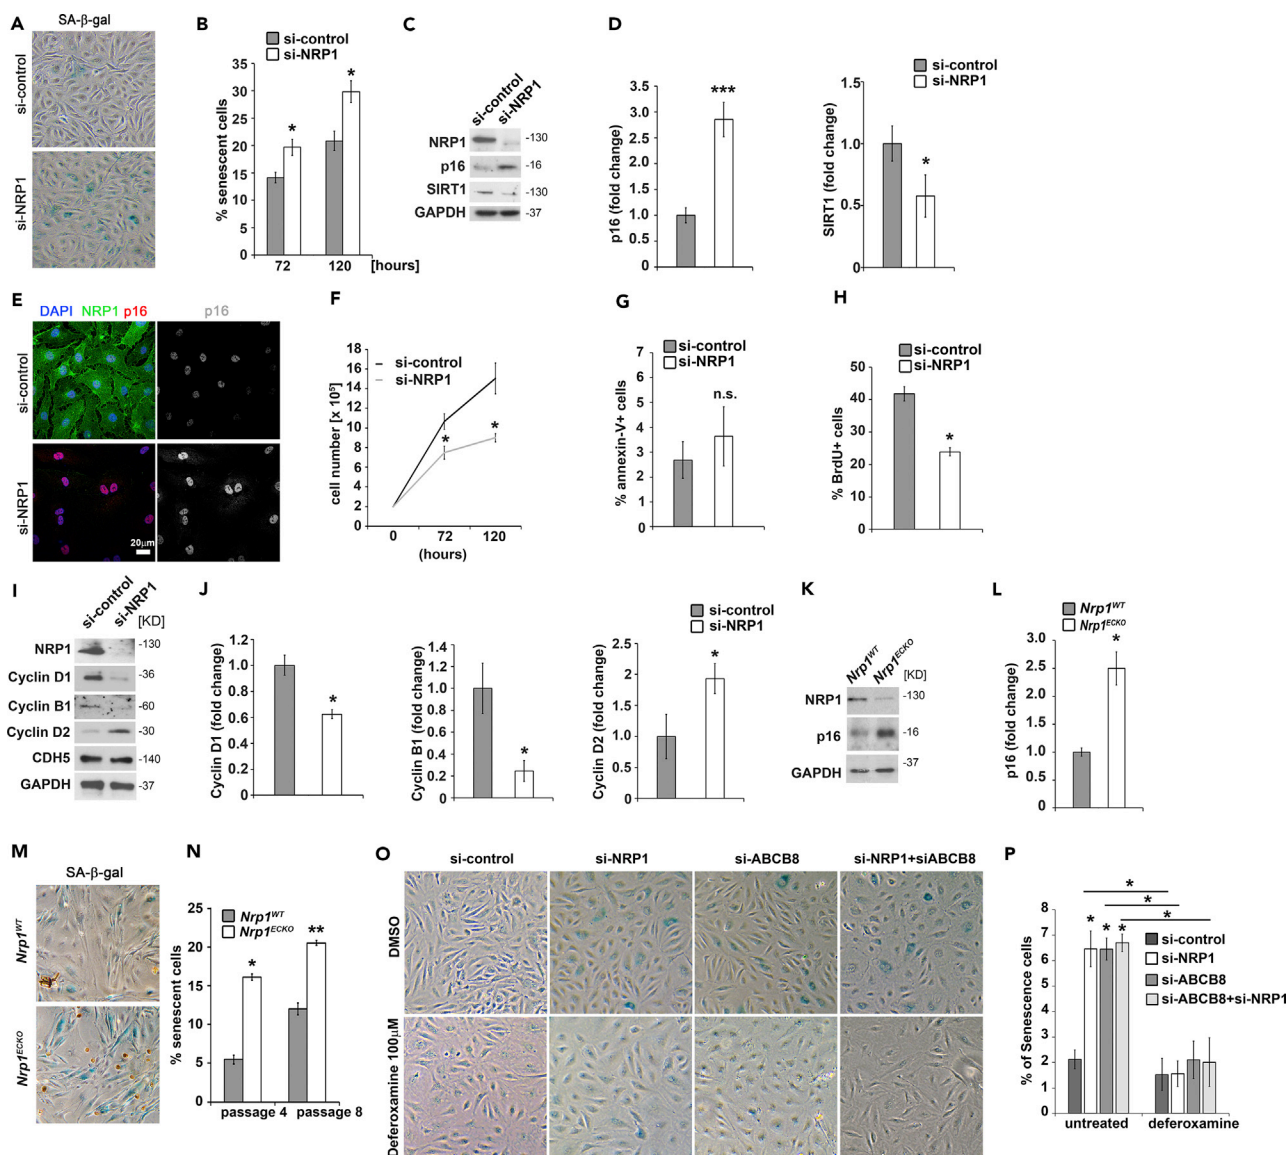 A
SA-β-gal
si-control
si-NRP1
B
si-control
si-NRP1
% senescent cells
40
35
30
25
20
15
10
5
0
*
*
72 120 [hours]
C
si-control si-NRP1
NRP1 -130
p16 -16
SIRT1 -130
GAPDH -37
D
p16 (fold change)
3.5
3.0
2.5
2.0
1.5
1.0
0.5
0
***
si-control
si-NRP1
SIRT1 (fold change)
1.5
1.0
0.5
0
*
E
DAPI NRP1 p16 p16
si-control
si-NRP1
20μm
F
si-control
si-NRP1
cell number [x 10⁵]
18
16
14
12
10
8
6
4
2
0
* *
0 72 120
(hours)
G
si-control
si-NRP1
% annexin-V+ cells
7
6
5
4
3
2
1
0
n.s.
H
si-control
si-NRP1
% BrdU+ cells
60
50
40
30
20
10
0
*
I
si-control si-NRP1
[KD]
NRP1 -130
Cyclin D1 -36
Cyclin B1 -60
Cyclin D2 -30
CDH5 -140
GAPDH -37
J
si-control
si-NRP1
Cyclin D1 (fold change)
1.2
1.0
0.8
0.6
0.4
0.2
0
*
Cyclin B1 (fold change)
1.4
1.2
1.0
0.8
0.6
0.4
0.2
0
*
Cyclin D2 (fold change)
2.5
2.0
1.5
1.0
0.5
0
*
K
Nrp1WT Nrp1ECKO
[KD]
NRP1 -130
p16 -16
-37
GAPDH
L
Nrp1WT
Nrp1ECKO
p16 (fold change)
3.0
2.5
2.0
1.5
1.0
0.5
0
*
M
SA-β-gal
Nrp1WT
Nrp1ECKO
N
Nrp1WT
Nrp1ECKO
% senescent cells
25
20
15
10
5
0
*
**
passage 4 passage 8
O
si-control si-NRP1 si-ABCB8 si-NRP1+siABCB8
DMSO
Deferoxamine 100μM
P
*
*
*
% of Senescence cells
8
7
6
5
4
3
2
1
0
* * *
si-control
si-NRP1
si-ABCB8
si-ABCB8+si-NRP1
untreated deferoxamine